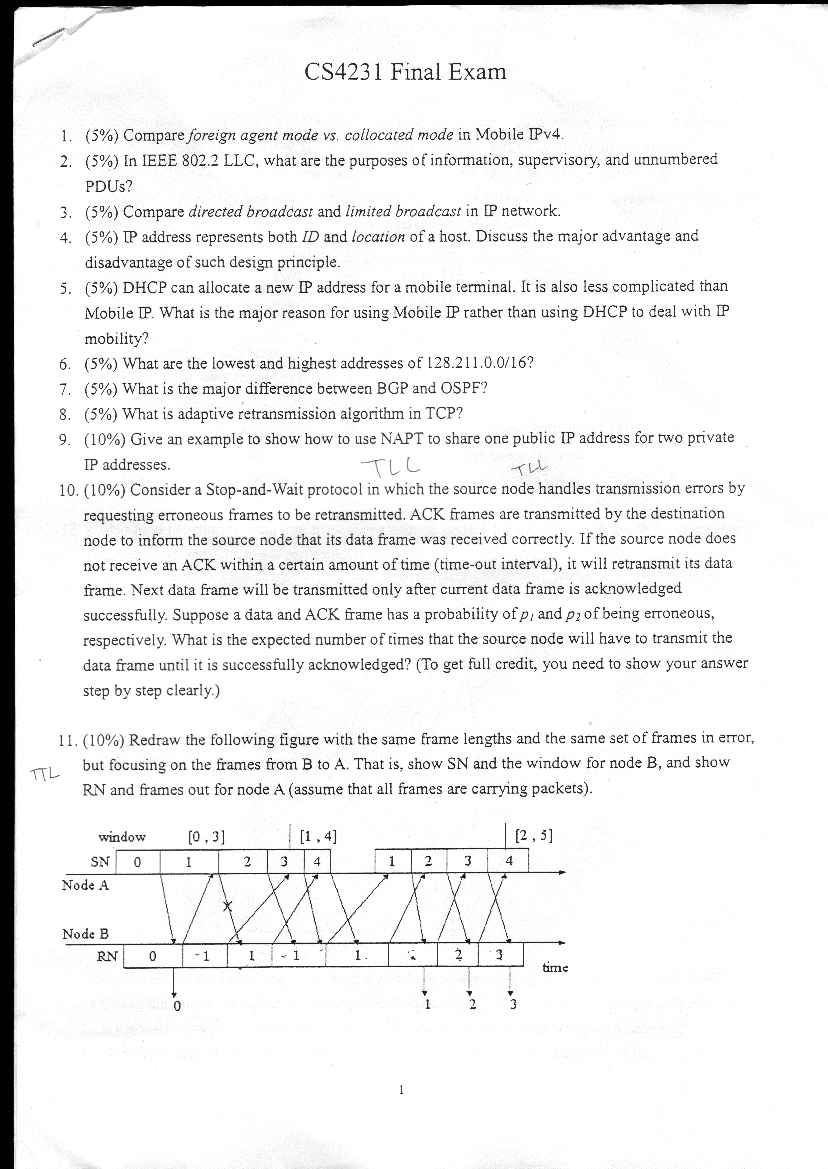 CS4231 Final Exam
1. (5%) Compare foreign agent mode vs. collocated mode in Mobile IPv4.
2. (5%) In IEEE 802.2 LLC, what are the purposes of information, supervisory, and unnumbered
PDUs?
3. (5%) Compare directed broadcast and limited broadcast in IP network.
4. (5%) IP address represents both ID and location of a host. Discuss the major advantage and
disadvantage of such design principle.
5. (5%) DHCP can allocate a new IP address for a mobile terminal. It is also less complicated than
Mobile IP. What is the major reason for using Mobile IP rather than using DHCP to deal with IP
mobility?
6. (5%) What are the lowest and highest addresses of 128.211.0.0/16?
7. (5%) What is the major difference between BGP and OSPF?
8. (5%) What is adaptive retransmission algorithm in TCP?
9. (10%) Give an example to show how to use NAPT to share one public IP address for two private
IP addresses.
TLL TLL
10. (10%) Consider a Stop-and-Wait protocol in which the source node handles transmission errors by
requesting erroneous frames to be retransmitted. ACK frames are transmitted by the destination
node to inform the source node that its data frame was received correctly. If the source node does
not receive an ACK within a certain amount of time (time-out interval), it will retransmit its data
frame. Next data frame will be transmitted only after current data frame is acknowledged
successfully. Suppose a data and ACK frame has a probability of p1 and p2 of being erroneous,
respectively. What is the expected number of times that the source node will have to transmit the
data frame until it is successfully acknowledged? (To get full credit, you need to show your answer
step by step clearly.)
11. (10%) Redraw the following figure with the same frame lengths and the same set of frames in error,
TTL
but focusing on the frames from B to A. That is, show SN and the window for node B, and show
RN and frames out for node A (assume that all frames are carrying packets).
window [0 , 3] [1 , 4] [2 , 5]
SN 0 1 2 3 4 1 2 3 4
Node A
Node B
RN 0 1 1 1 1 2 3
time
0 1 2 3
1